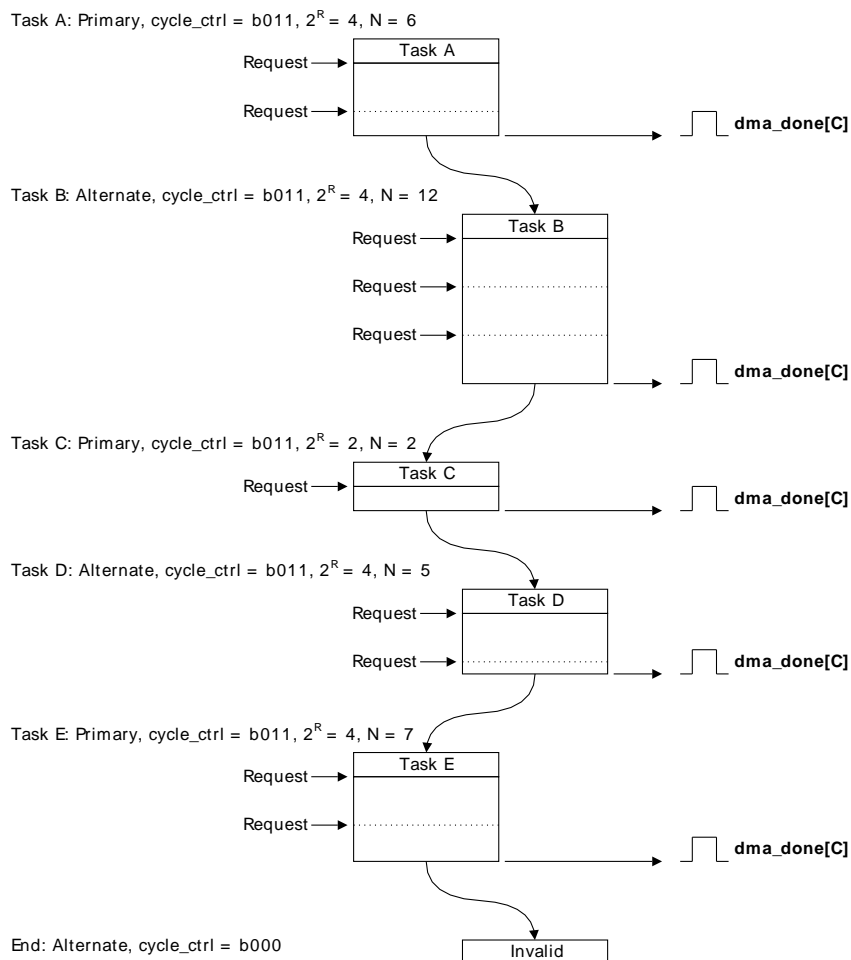 Task A: Primary, cycle_ctrl = b011, 2^R = 4, N = 6
Task A
Request
Request
dma_done[C]
Task B: Alternate, cycle_ctrl = b011, 2^R = 4, N = 12
Task B
Request
Request
Request
dma_done[C]
Task C: Primary, cycle_ctrl = b011, 2^R = 2, N = 2
Task C
Request
dma_done[C]
Task D: Alternate, cycle_ctrl = b011, 2^R = 4, N = 5
Task D
Request
Request
dma_done[C]
Task E: Primary, cycle_ctrl = b011, 2^R = 4, N = 7
Task E
Request
Request
dma_done[C]
End: Alternate, cycle_ctrl = b000
Invalid